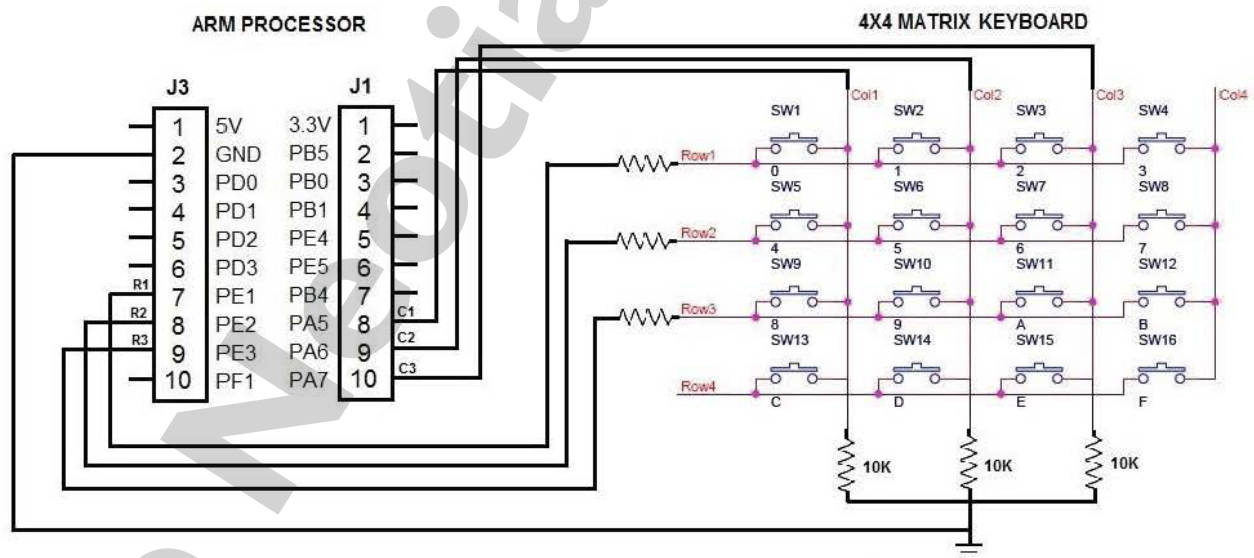 ARM PROCESSOR
4X4 MATRIX KEYBOARD
J3
1 5V
2 GND
3 PD0
4 PD1
5 PD2
6 PD3
R1 7 PE1
R2 8 PE2
R3 9 PE3
10 PF1
J1
3.3V 1
PB5 2
PB0 3
PB1 4
PE4 5
PE5 6
PB4 7
PA5 8 C1
PA6 9 C2
PA7 10 C3
Col1 Col2 Col3 Col4
SW1 SW2 SW3 SW4
Row1
0 1 2 3
SW5 SW6 SW7 SW8
Row2
4 5 6 7
SW9 SW10 SW11 SW12
Row3
8 9 A B
SW13 SW14 SW15 SW16
Row4
C D E F
10K 10K 10K
Neotia